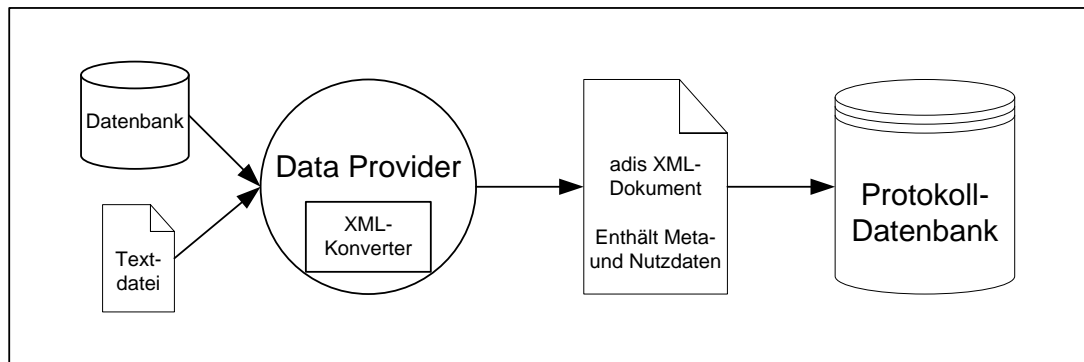 Datenbank
Text-
datei
Data Provider
XML-
Konverter
adis XML-
Dokument
Enthält Meta-
und Nutzdaten
Protokoll-
Datenbank